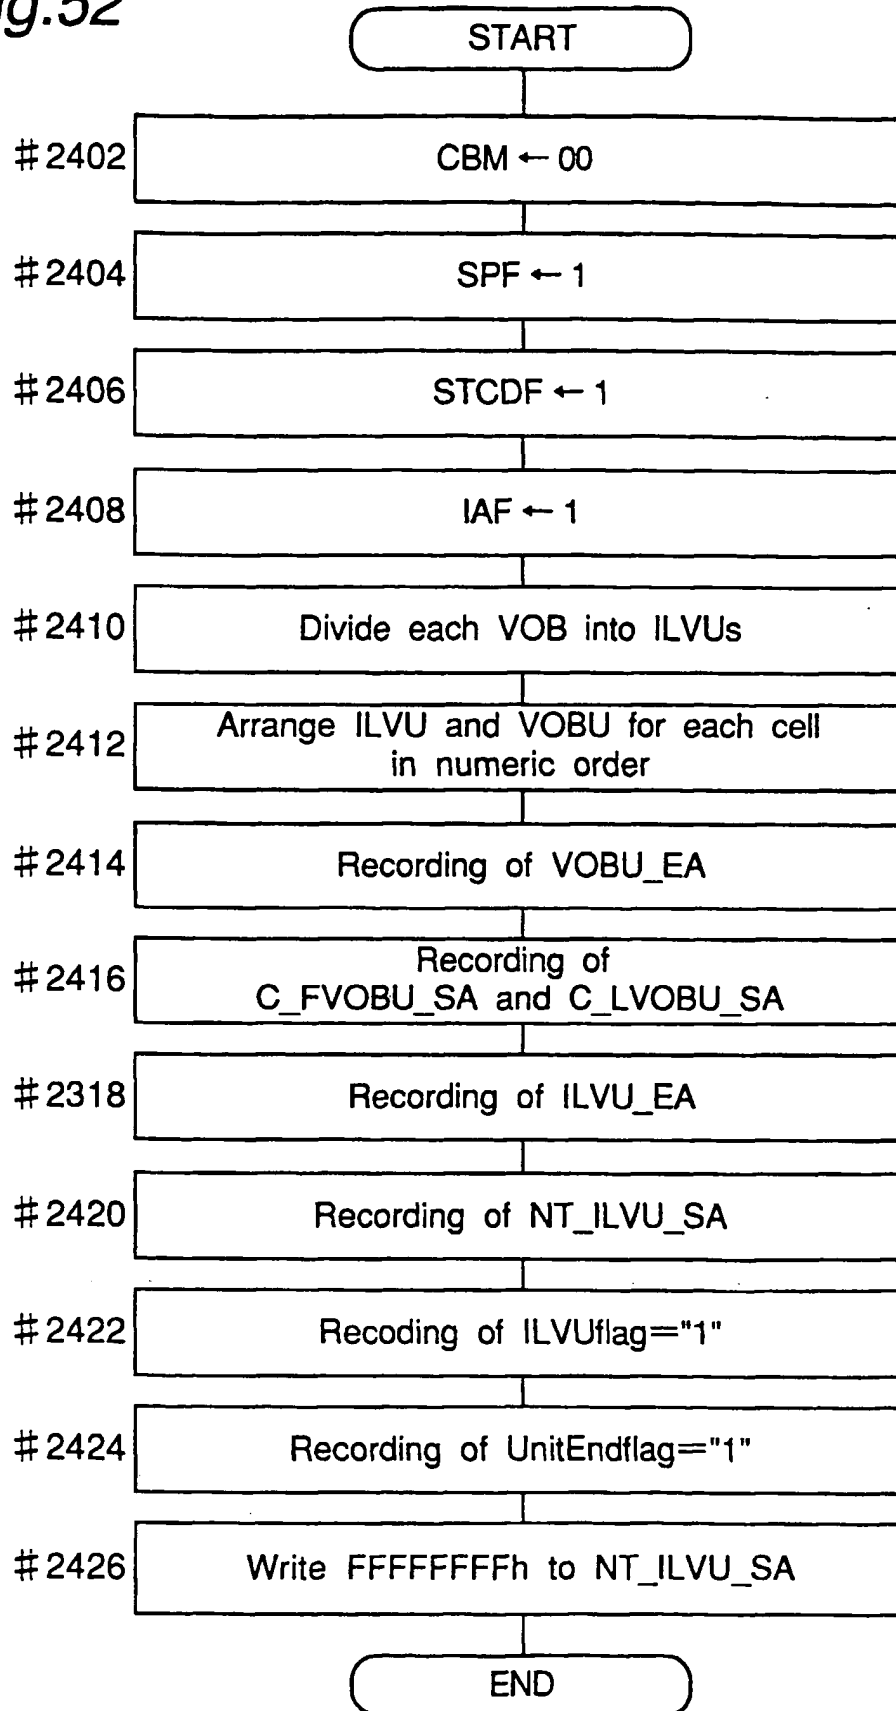 ig.52
START
#2402 CBM ← 00
#2404 SPF ← 1
#2406 STCDF ← 1
#2408 IAF ← 1
#2410 Divide each VOB into ILVUs
#2412 Arrange ILVU and VOBU for each cell
in numeric order
#2414 Recording of VOBU_EA
#2416 Recording of
C_FVOBU_SA and C_LVOBU_SA
#2318 Recording of ILVU_EA
#2420 Recording of NT_ILVU_SA
#2422 Recoding of ILVUflag="1"
#2424 Recording of UnitEndflag="1"
#2426 Write FFFFFFFFh to NT_ILVU_SA
END